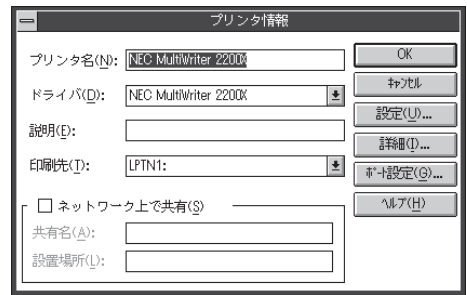 プリンタ情報
プリンタ名(N): NEC MultiWriter 2200X
ドライバ(D): NEC MultiWriter 2200X
説明(E):
印刷先(T): LPTN1:
ネットワーク上で共有(S)
共有名(A):
設置場所(L):
OK
キャンセル
設定(U)...
詳細(I)...
ポート設定(G)...
ヘルプ(H)